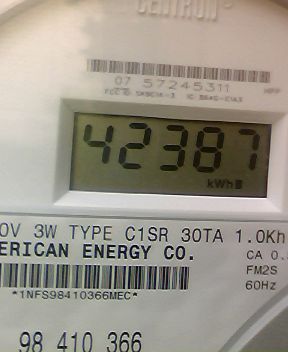 CENTRON
07 57245311
42387
kWh
0V 3W TYPE C1SR 30TA 1.0Kh
ERICAN ENERGY CO.
CA 0.
*1NFS98410366MEC*
FM2S
60Hz
98 410 366